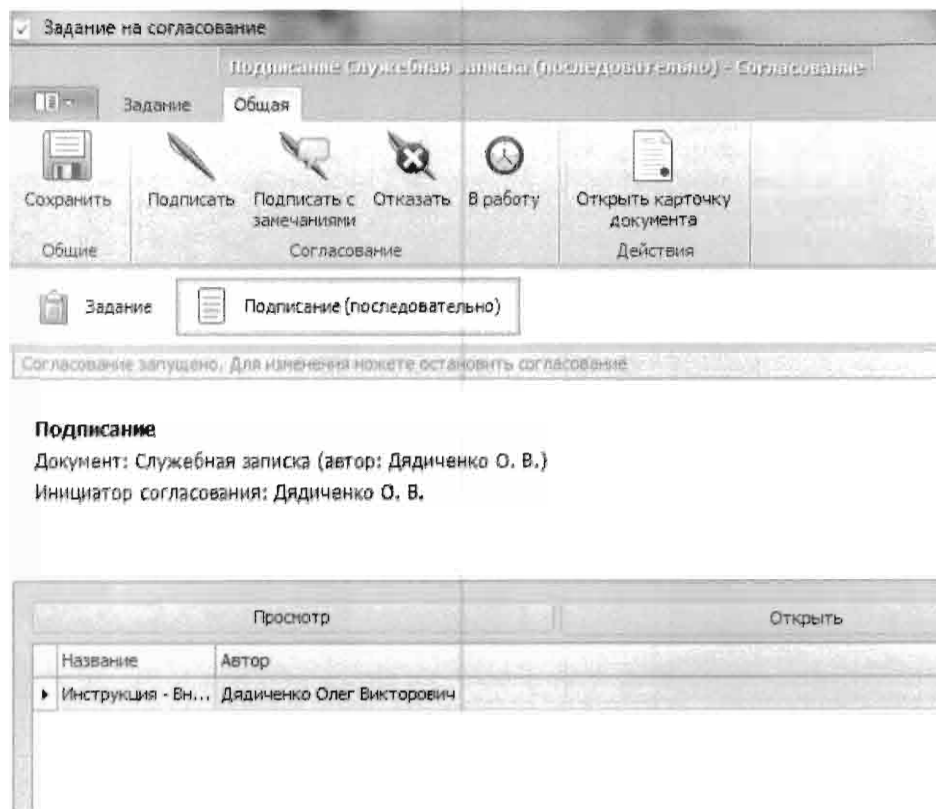 Задание на согласование
Подписание Служебная записка (последовательно) - Согласование
Задание Общая
Сохранить Подписать Подписать с замечаниями Отказать В работу Открыть карточку документа
Общие Согласование Действия
Задание Подписание (последовательно)
Согласование запущено. Для изменения можете остановить согласование
Подписание
Документ: Служебная записка (автор: Дядиченко О. В.)
Инициатор согласования: Дядиченко О. В.
Просмотр Открыть
Название Автор
Инструкция - Вн... Дядиченко Олег Викторович